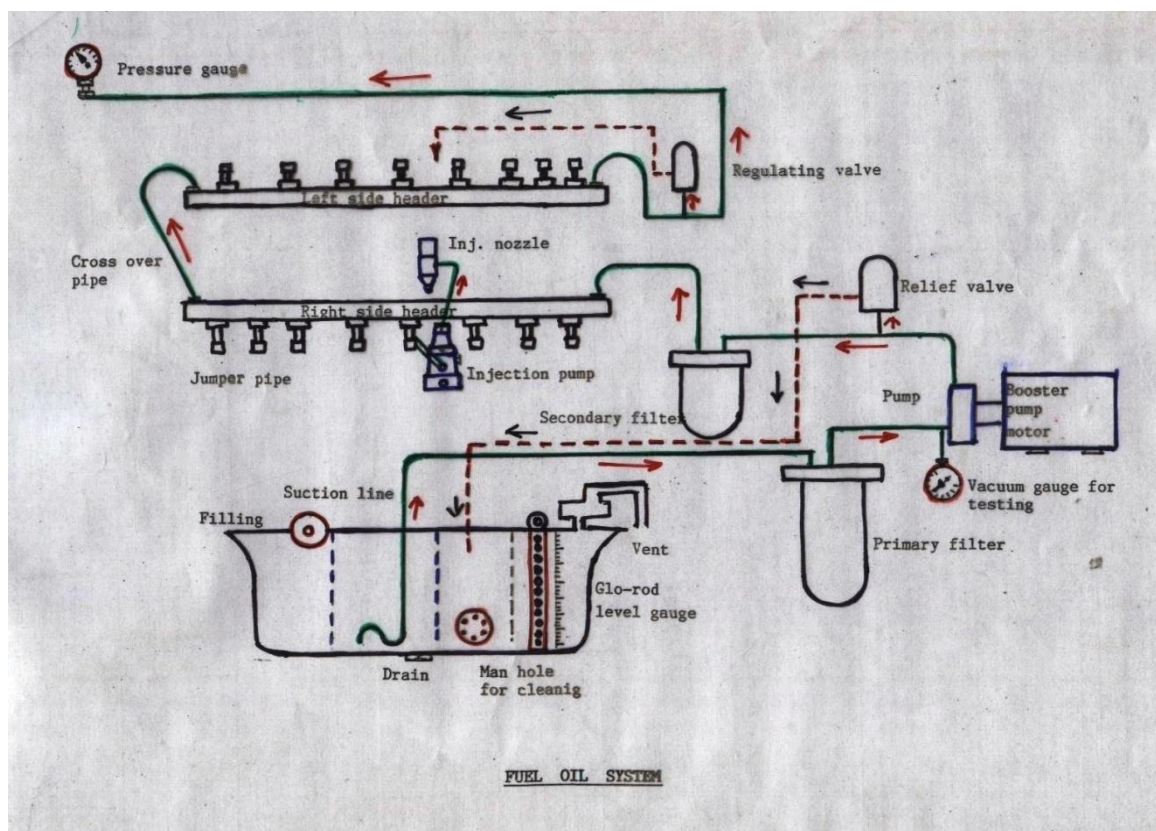 Pressure gauge
Regulating valve
Left side header
Inj. nozzle
Cross over
pipe
Relief valve
Right side header
Jumper pipe
Injection pump
Pump
Booster
pump
motor
Secondary filter
Suction line
Filling
Vacuum gauge for
testing
Vent
Primary filter
Glo-rod
level gauge
Drain
Man hole
for cleanig
FUEL OIL SYSTEM